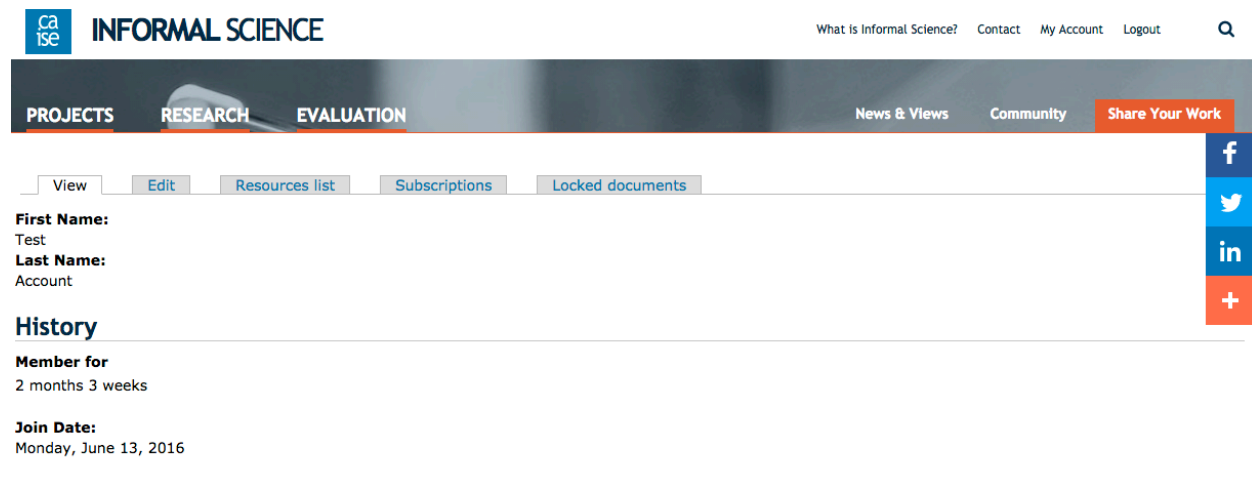 ca
ise
INFORMAL SCIENCE
What is Informal Science? Contact My Account Logout
PROJECTS RESEARCH EVALUATION
News & Views Community Share Your Work
View Edit Resources list Subscriptions Locked documents
First Name:
Test
Last Name:
Account
History
Member for
2 months 3 weeks
Join Date:
Monday, June 13, 2016
f
in